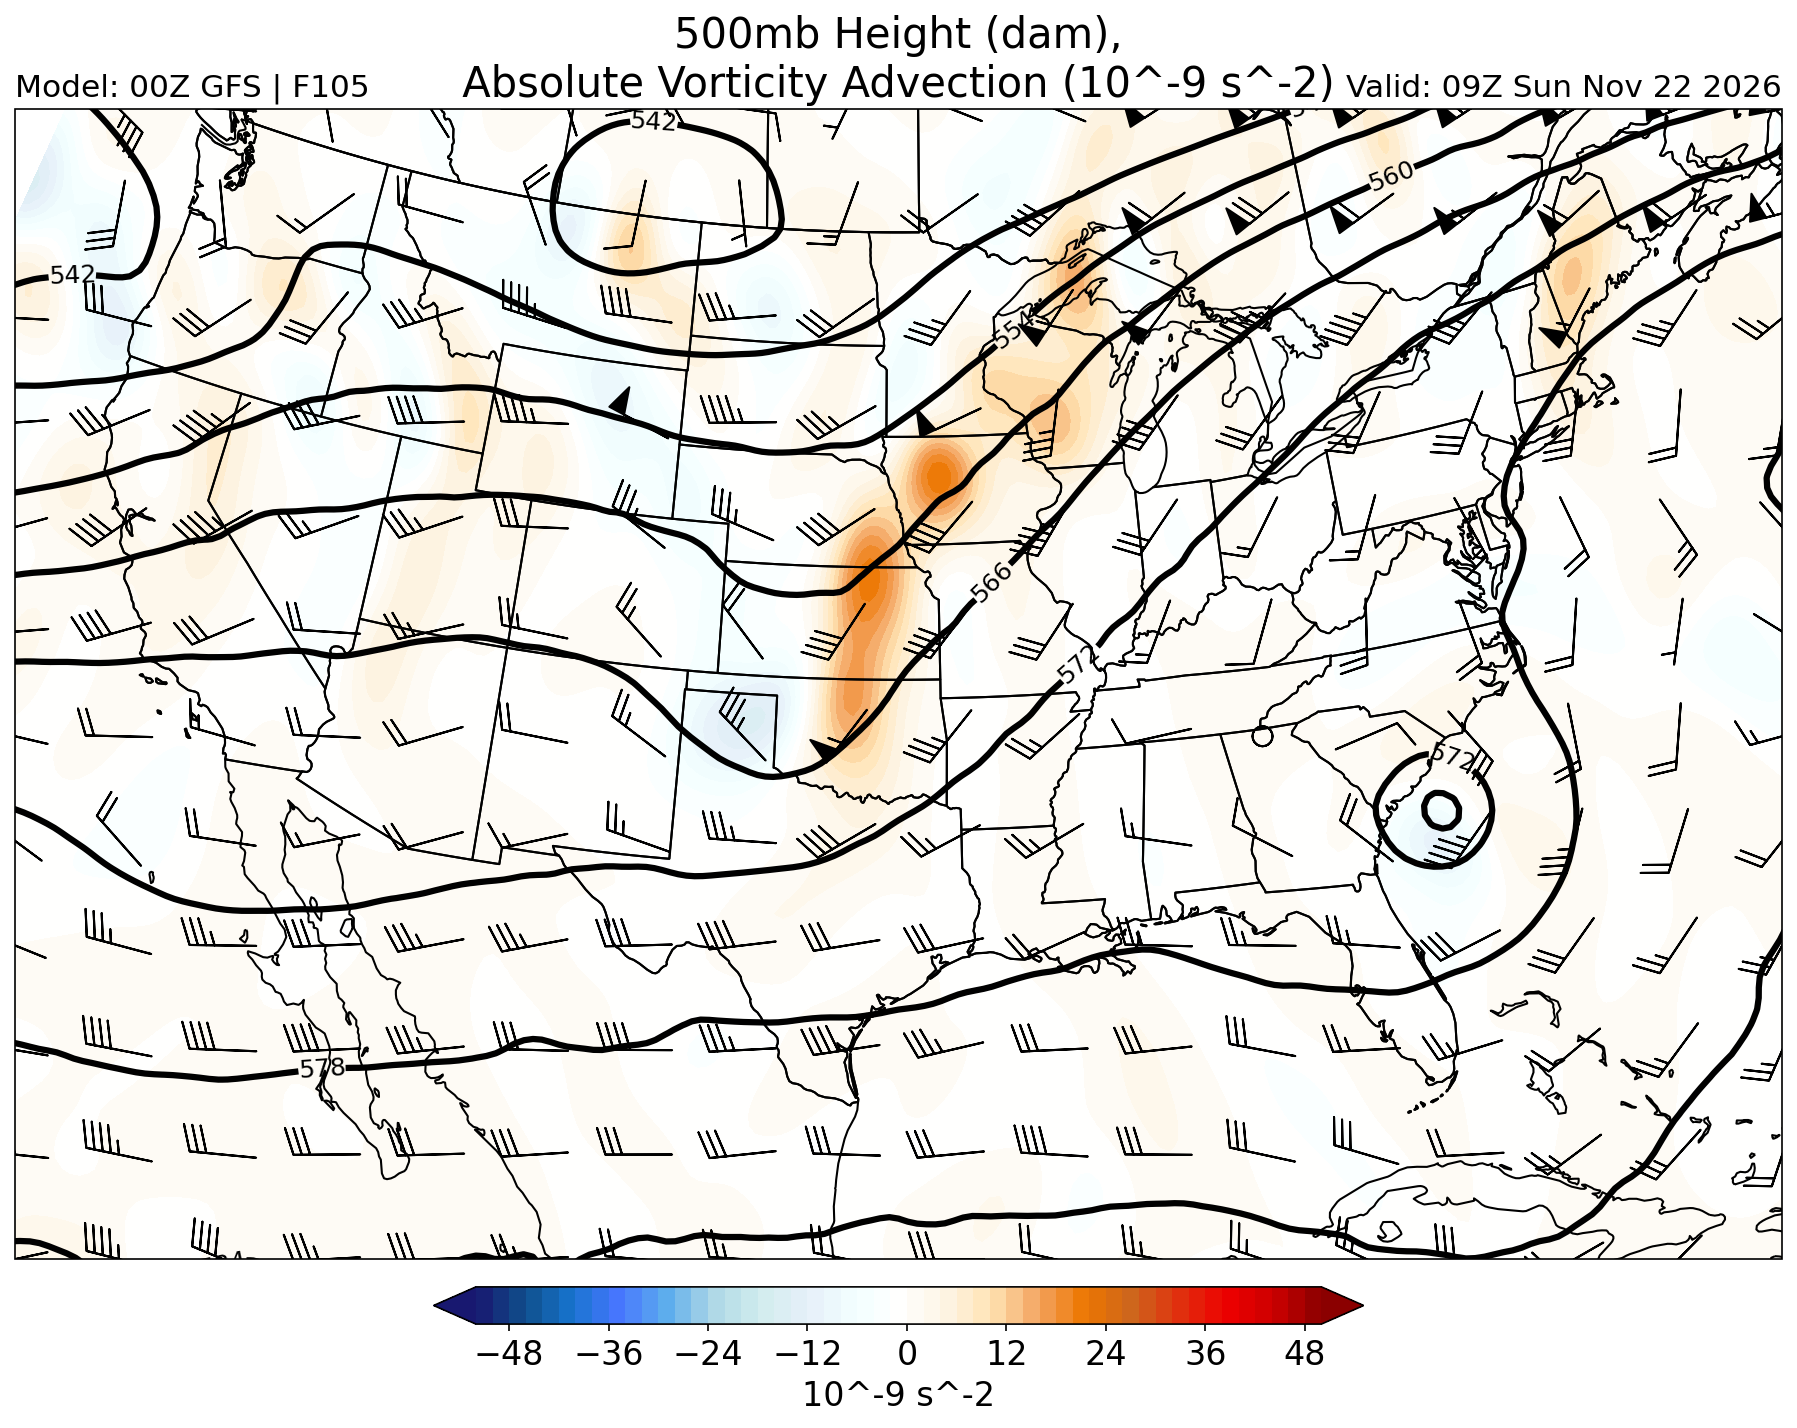 500mb Height (dam),
Model: 00Z GFS | F105
Absolute Vorticity Advection (10^-9 s^-2)
Valid: 09Z Sun Nov 22 2026
542
560
542
554
566
572
572
578
−48 −36 −24 −12 0 12 24 36 48
10^-9 s^-2